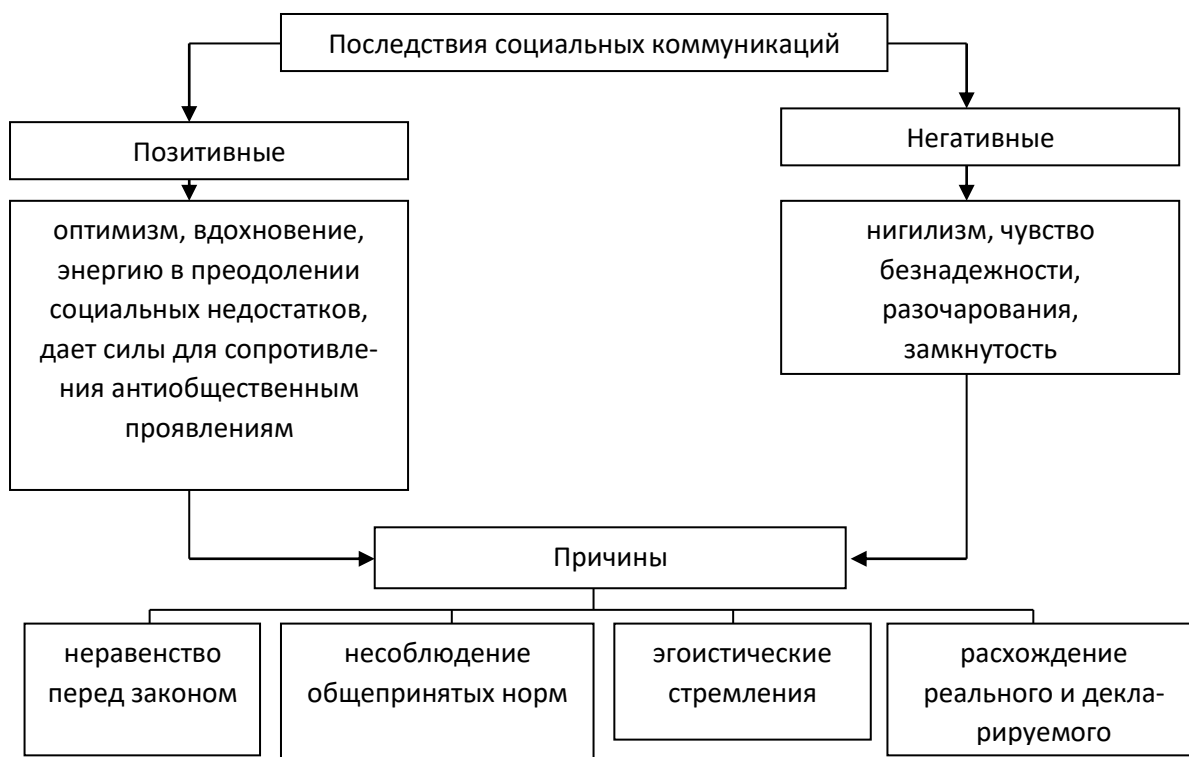 Последствия социальных коммуникаций
Позитивные
Негативные
оптимизм, вдохновение,
энергию в преодолении
социальных недостатков,
дает силы для сопротивле-
ния антиобщественным
проявлениям
нигилизм, чувство
безнадежности,
разочарования,
замкнутость
Причины
неравенство
перед законом
несоблюдение
общепринятых норм
эгоистические
стремления
расхождение
реального и декла-
рируемого